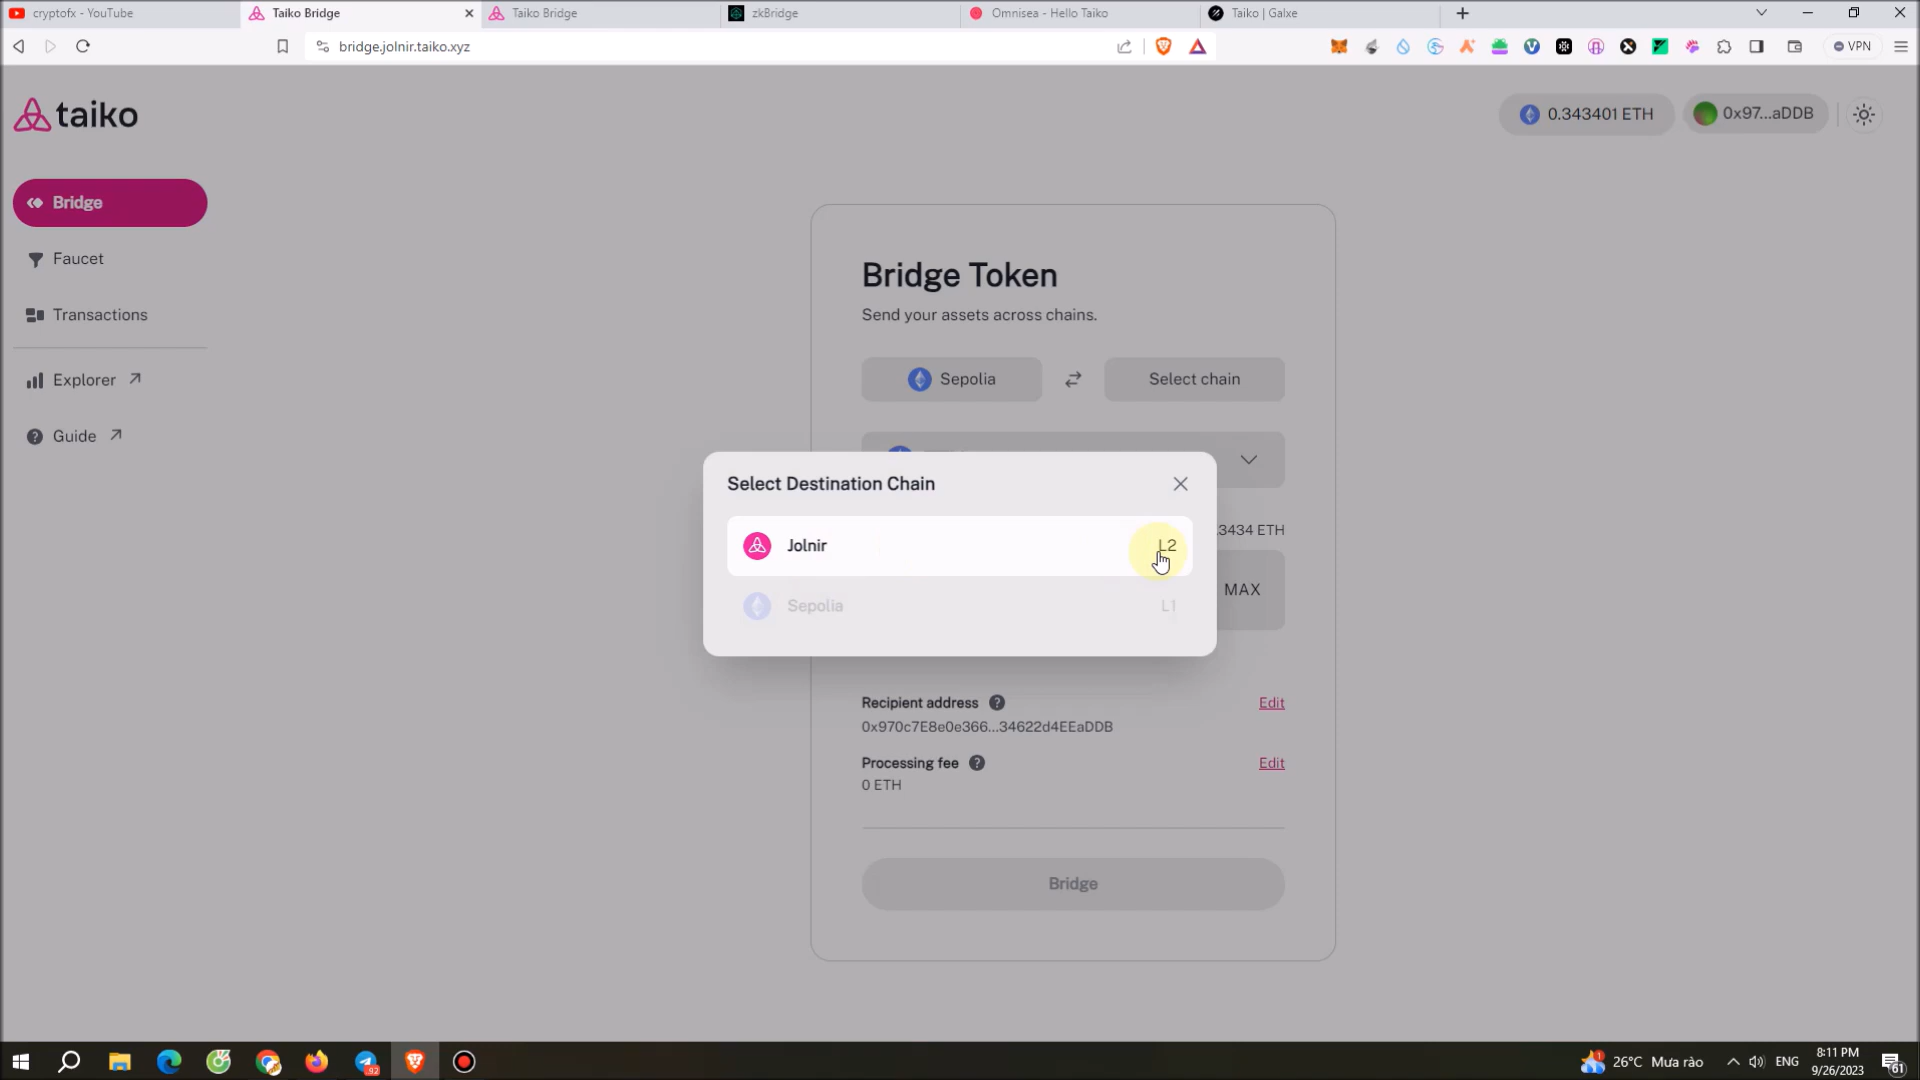 cryptofx - YouTube
Taiko Bridge
Taiko Bridge
zkBridge
Omnisea - Hello Taiko
Taiko | Galxe
bridge.jolnir.taiko.xyz
VPN
taiko
0.343401 ETH
0x97...aDDB
Bridge
Faucet
Transactions
Explorer
Guide
Bridge Token
Send your assets across chains.
Sepolia
Select chain
Select Destination Chain
Jolnir
L2
Sepolia
L1
3434 ETH
MAX
Recipient address
Edit
0x970c7E8e0e366...34622d4EEaDDB
Processing fee
Edit
0 ETH
Bridge
92
1
26°C Mưa rào
ENG
8:11 PM
9/26/2023
61